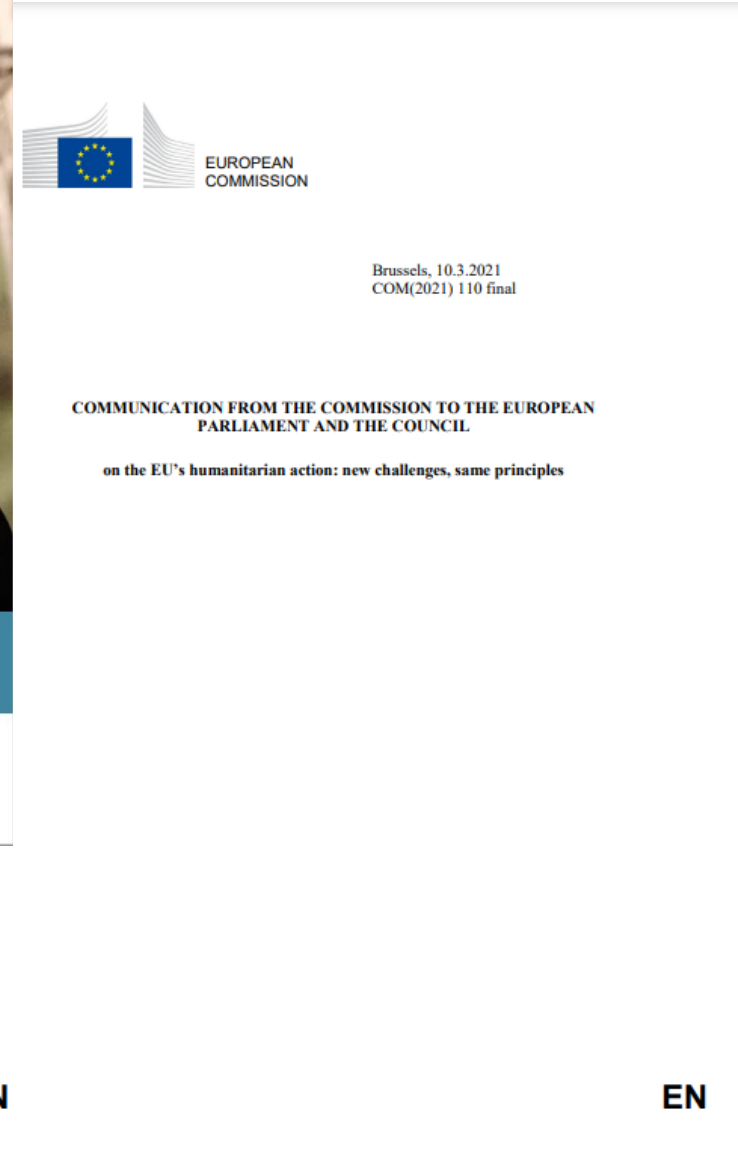 EUROPEAN
COMMISSION
Brussels, 10.3.2021
COM(2021) 110 final
COMMUNICATION FROM THE COMMISSION TO THE EUROPEAN
PARLIAMENT AND THE COUNCIL
on the EU's humanitarian action: new challenges, same principles
EN